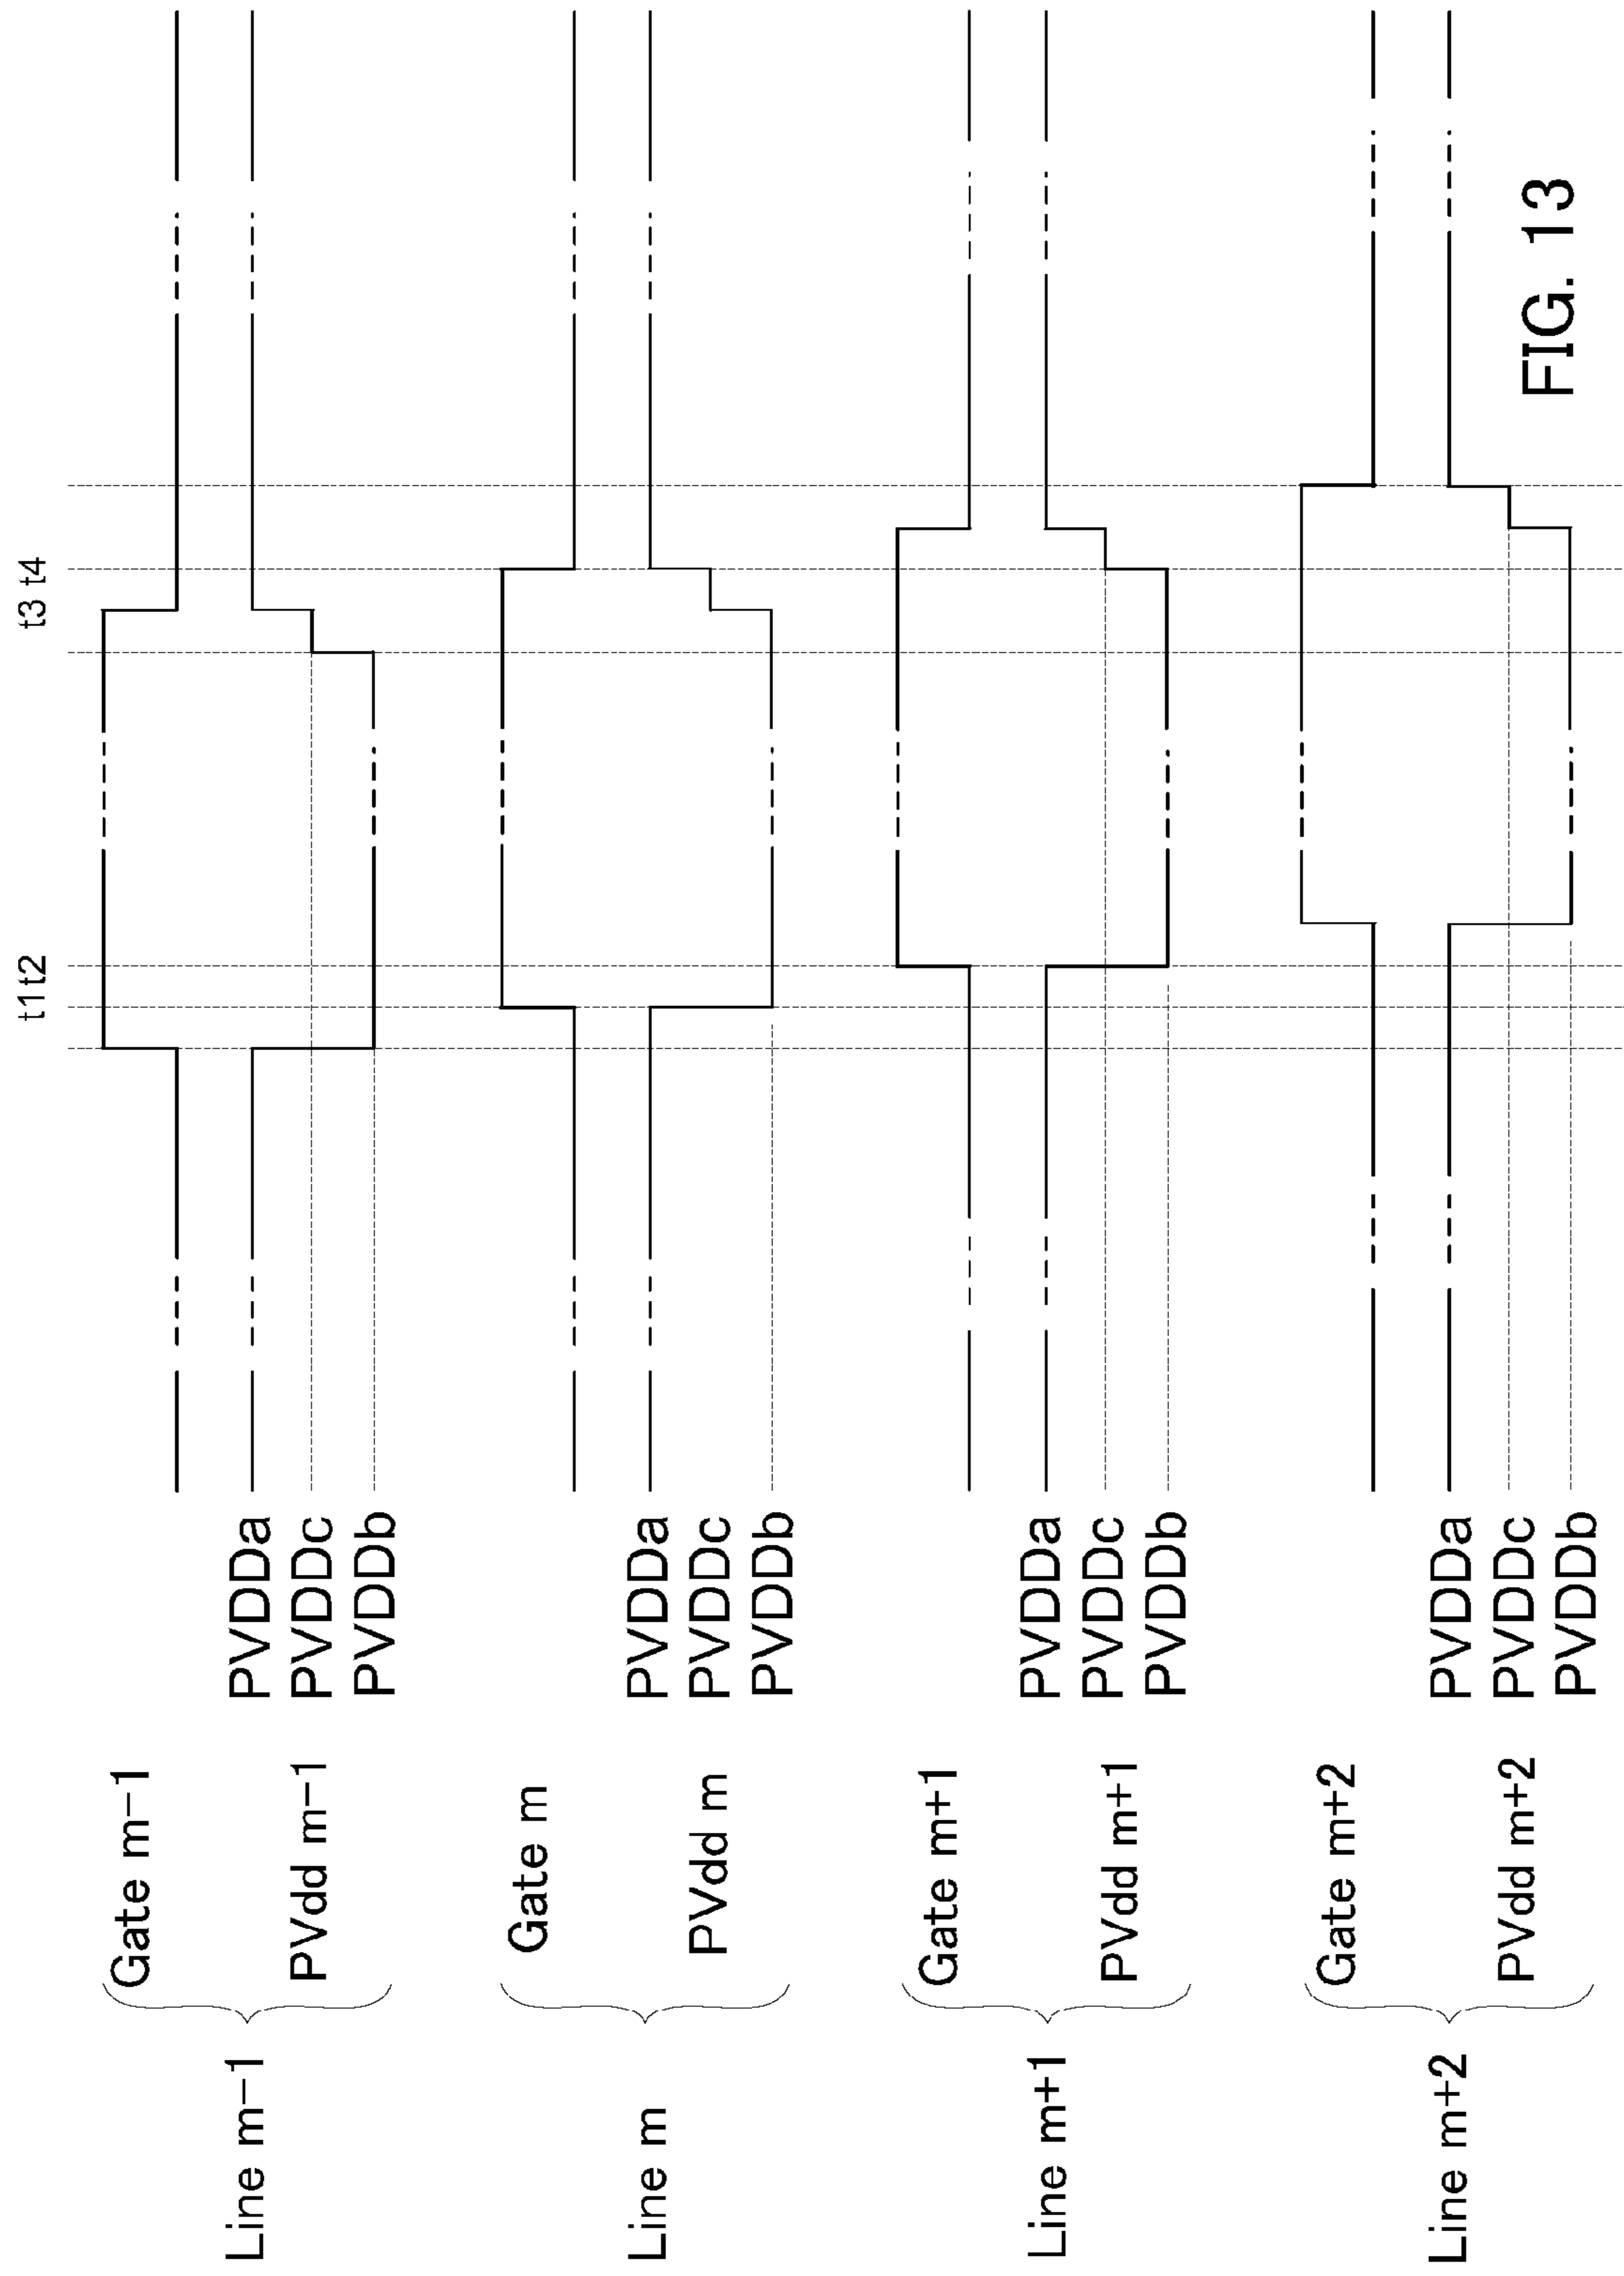 t1 t2
t3 t4
Line m-1
Gate m-1
PVdd m-1
PVDDa
PVDDc
PVDDb
Line m
Gate m
PVdd m
PVDDa
PVDDc
PVDDb
Line m+1
Gate m+1
PVdd m+1
PVDDa
PVDDc
PVDDb
Line m+2
Gate m+2
PVdd m+2
PVDDa
PVDDc
PVDDb
FIG. 13